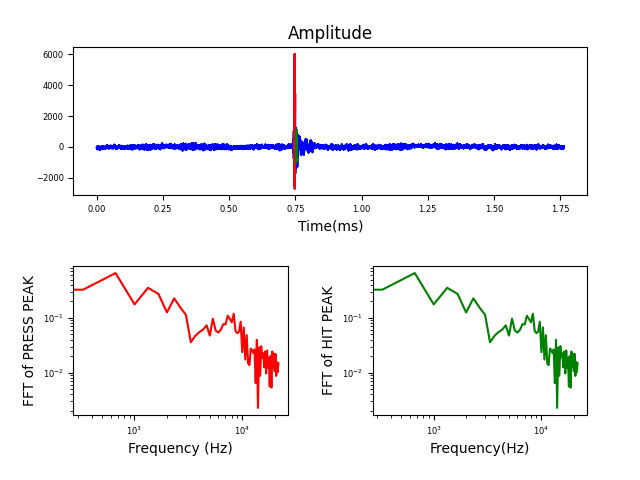 Amplitude
6000
4000
2000
0
−2000
0.00 0.25 0.50 0.75 1.00 1.25 1.50 1.75
Time(ms)
FFT of PRESS PEAK
10⁻¹
10⁻²
10³ 10⁴
Frequency (Hz)
FFT of HIT PEAK
10⁻¹
10⁻²
10³ 10⁴
Frequency(Hz)